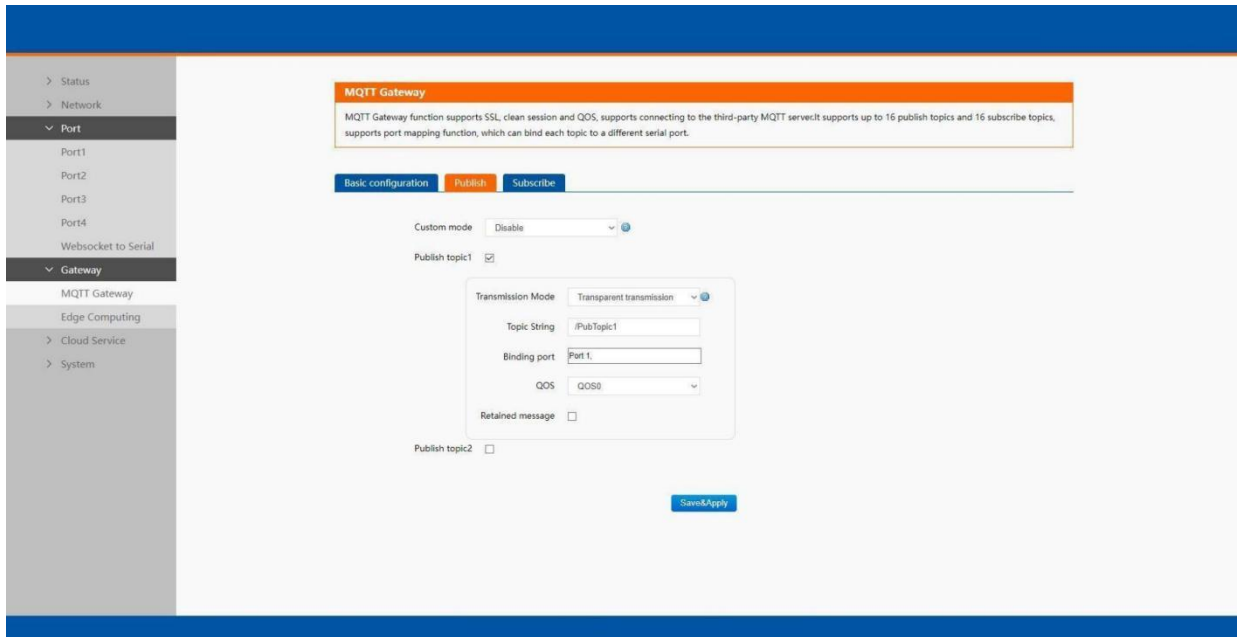 Status
Network
Port
Port1
Port2
Port3
Port4
Websocket to Serial
Gateway
MQTT Gateway
Edge Computing
Cloud Service
System
MQTT Gateway
MQTT Gateway function supports SSL, clean session and QOS, supports connecting to the third-party MQTT server.It supports up to 16 publish topics and 16 subscribe topics,
supports port mapping function, which can bind each topic to a different serial port.
Basic configuration Publish Subscribe
Custom mode Disable
Publish topic1
Transmission Mode Transparent transmission
Topic String /PubTopic1
Binding port Port 1,
QOS QOS0
Retained message
Publish topic2
Save&Apply